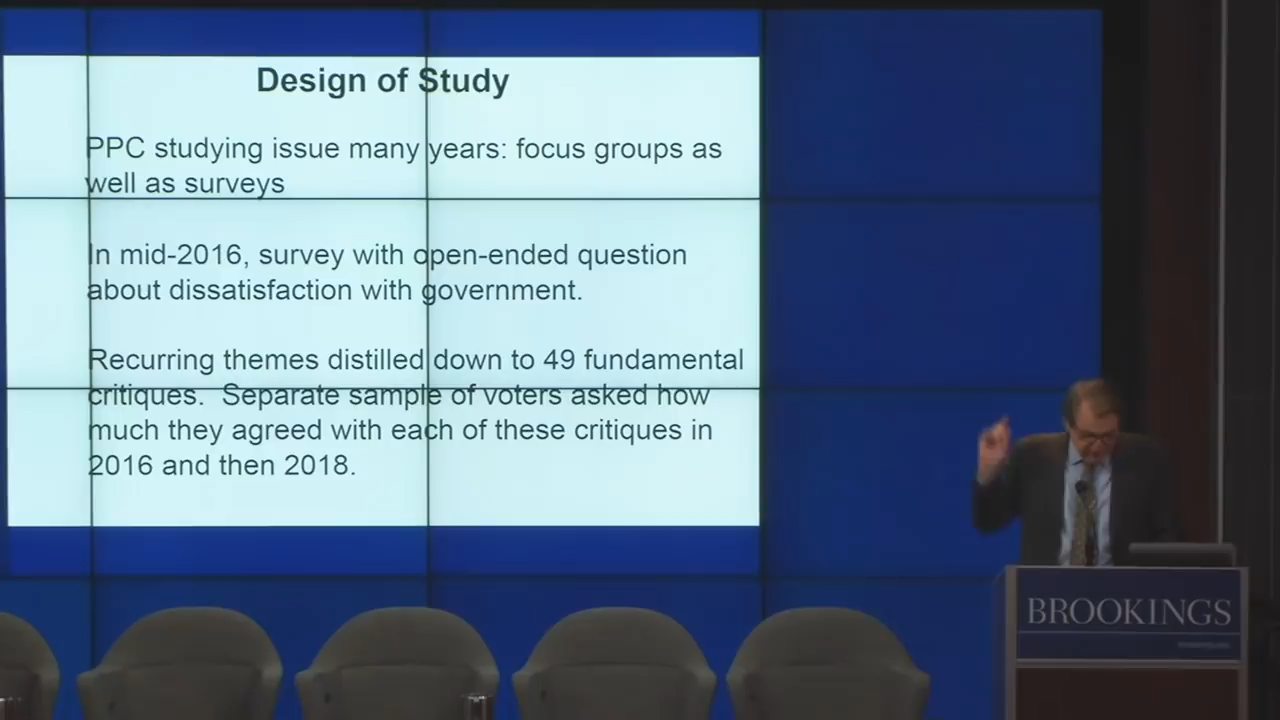 Design of Study
PPC studying issue many years: focus groups as
well as surveys
In mid-2016, survey with open-ended question
about dissatisfaction with government.
Recurring themes distilled down to 49 fundamental
critiques.  Separate sample of voters asked how
much they agreed with each of these critiques in
2016 and then 2018.
BROOKINGS